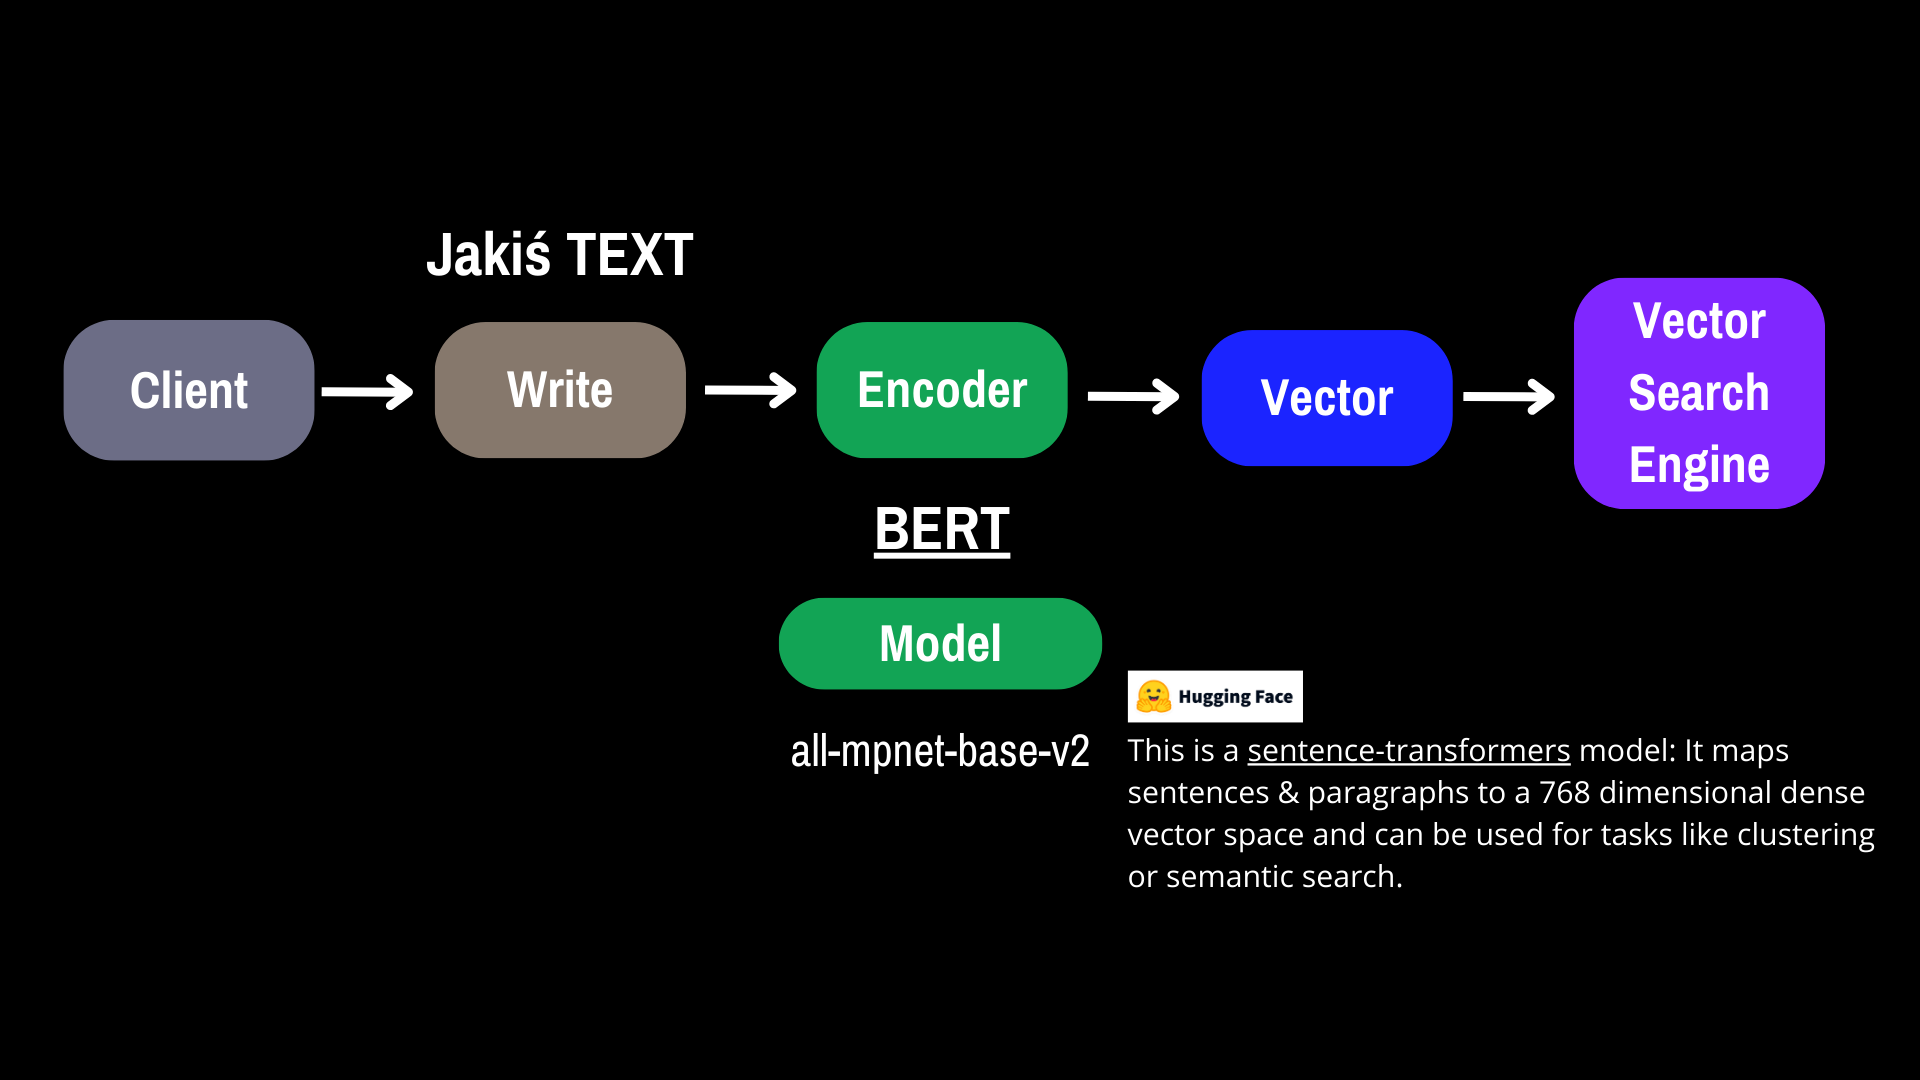 Jakiś TEXT
Client
Write
Encoder
Vector
Vector
Search
Engine
BERT
Model
all-mpnet-base-v2
Hugging Face
This is a sentence-transformers model: It maps
sentences & paragraphs to a 768 dimensional dense
vector space and can be used for tasks like clustering
or semantic search.